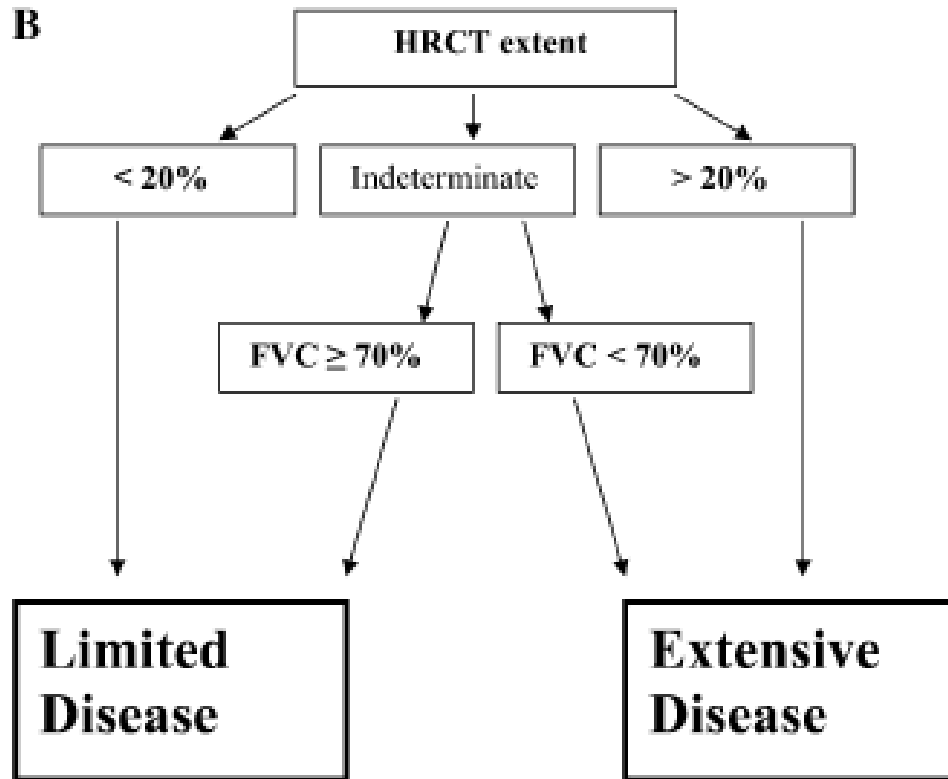 B
HRCT extent
< 20%
Indeterminate
> 20%
FVC ≥ 70%
FVC < 70%
Limited
Disease
Extensive
Disease